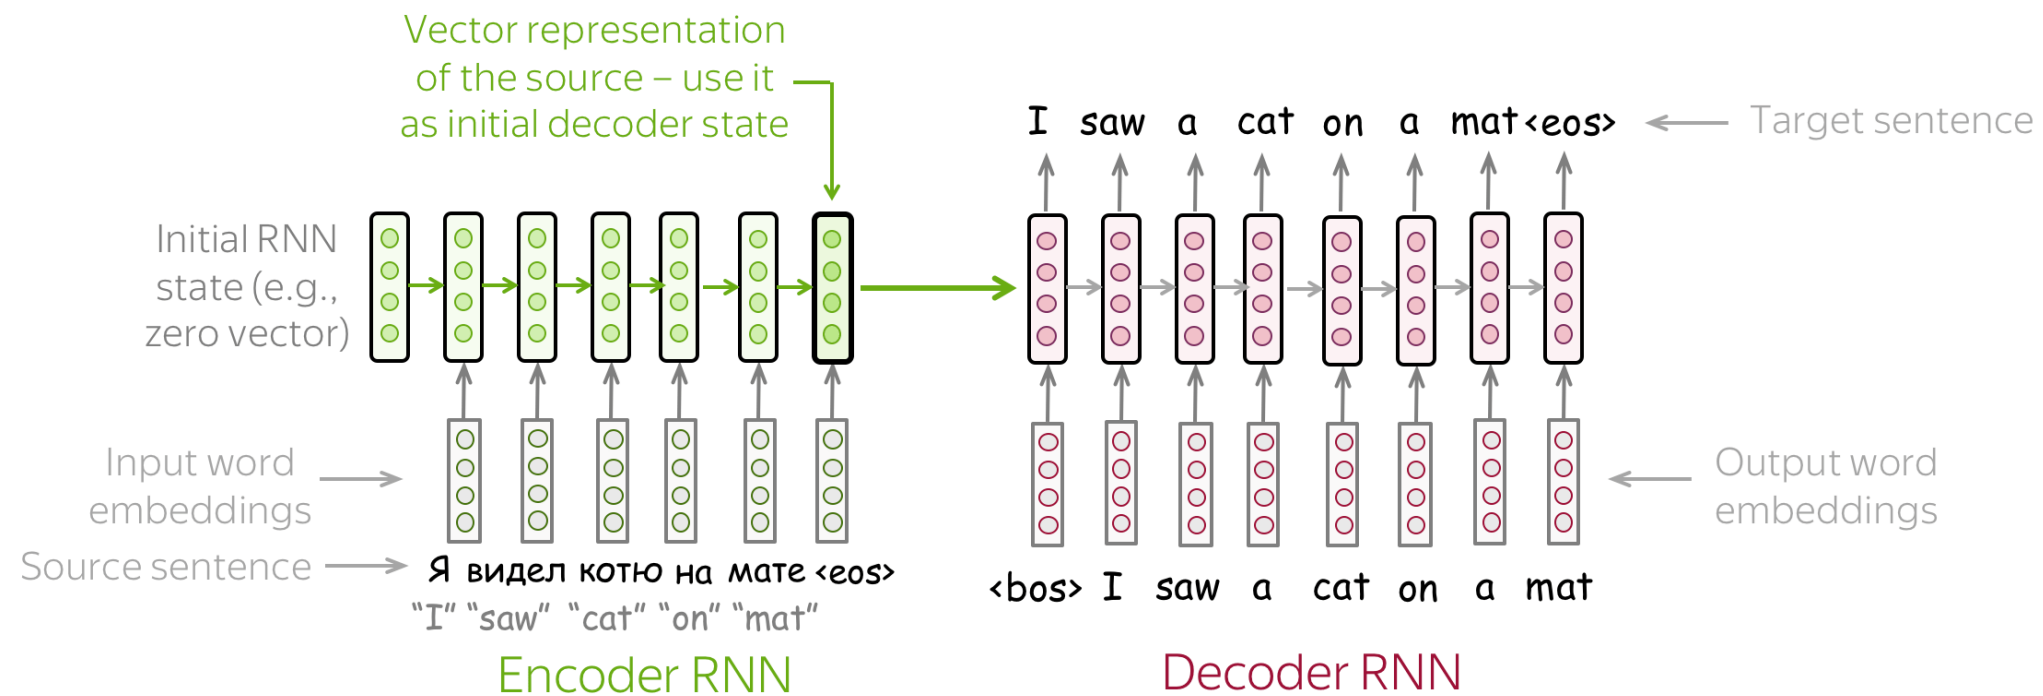 Vector representation
of the source – use it
as initial decoder state
I saw a cat on a mat <eos>
Target sentence
Initial RNN
state (e.g.,
zero vector)
Input word
embeddings
Output word
embeddings
Source sentence
Я видел котю на мате <eos>
"I" "saw" "cat" "on" "mat"
<bos> I saw a cat on a mat
Encoder RNN
Decoder RNN